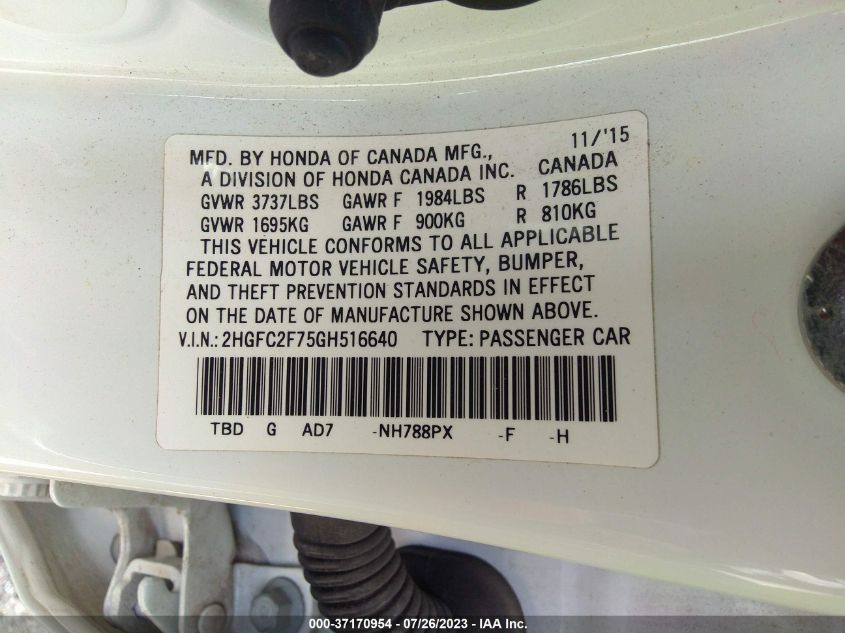 11/'15
MFD. BY HONDA OF CANADA MFG.,
A DIVISION OF HONDA CANADA INC. CANADA
GVWR 3737LBS GAWR F 1984LBS R 1786LBS
GVWR 1695KG GAWR F 900KG R 810KG
THIS VEHICLE CONFORMS TO ALL APPLICABLE
FEDERAL MOTOR VEHICLE SAFETY, BUMPER,
AND THEFT PREVENTION STANDARDS IN EFFECT
ON THE DATE OF MANUFACTURE SHOWN ABOVE.
V.I.N.: 2HGFC2F75GH516640 TYPE: PASSENGER CAR
TBD G AD7 -NH788PX -F -H
000-37170954 - 07/26/2023 - IAA Inc.